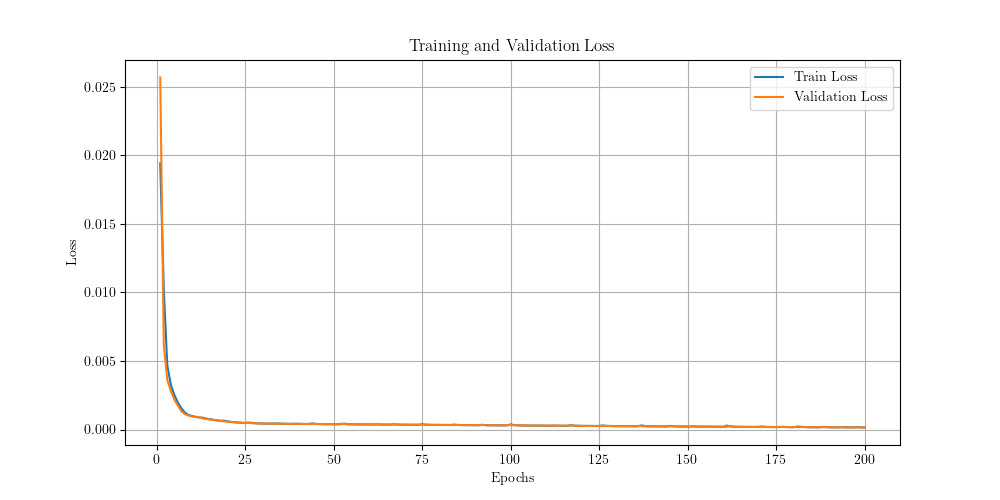 Training and Validation Loss
Train Loss
Validation Loss
0.025
0.020
0.015
0.010
0.005
0.000
Loss
0 25 50 75 100 125 150 175 200
Epochs